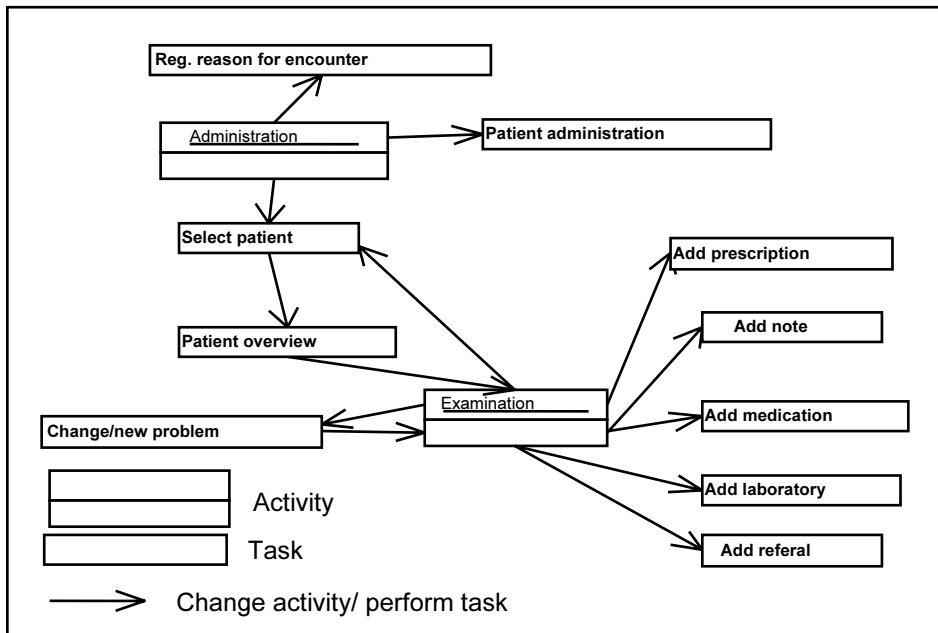 Reg. reason for encounter
Administration
Patient administration
Select patient
Add prescription
Add note
Patient overview
Examination
Add medication
Change/new problem
Add laboratory
Activity
Add referal
Task
Change activity/ perform task